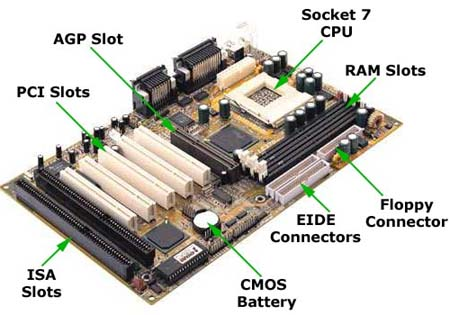 Socket 7
CPU
AGP Slot
RAM Slots
PCI Slots
Floppy
Connector
EIDE
Connectors
ISA
Slots
CMOS
Battery